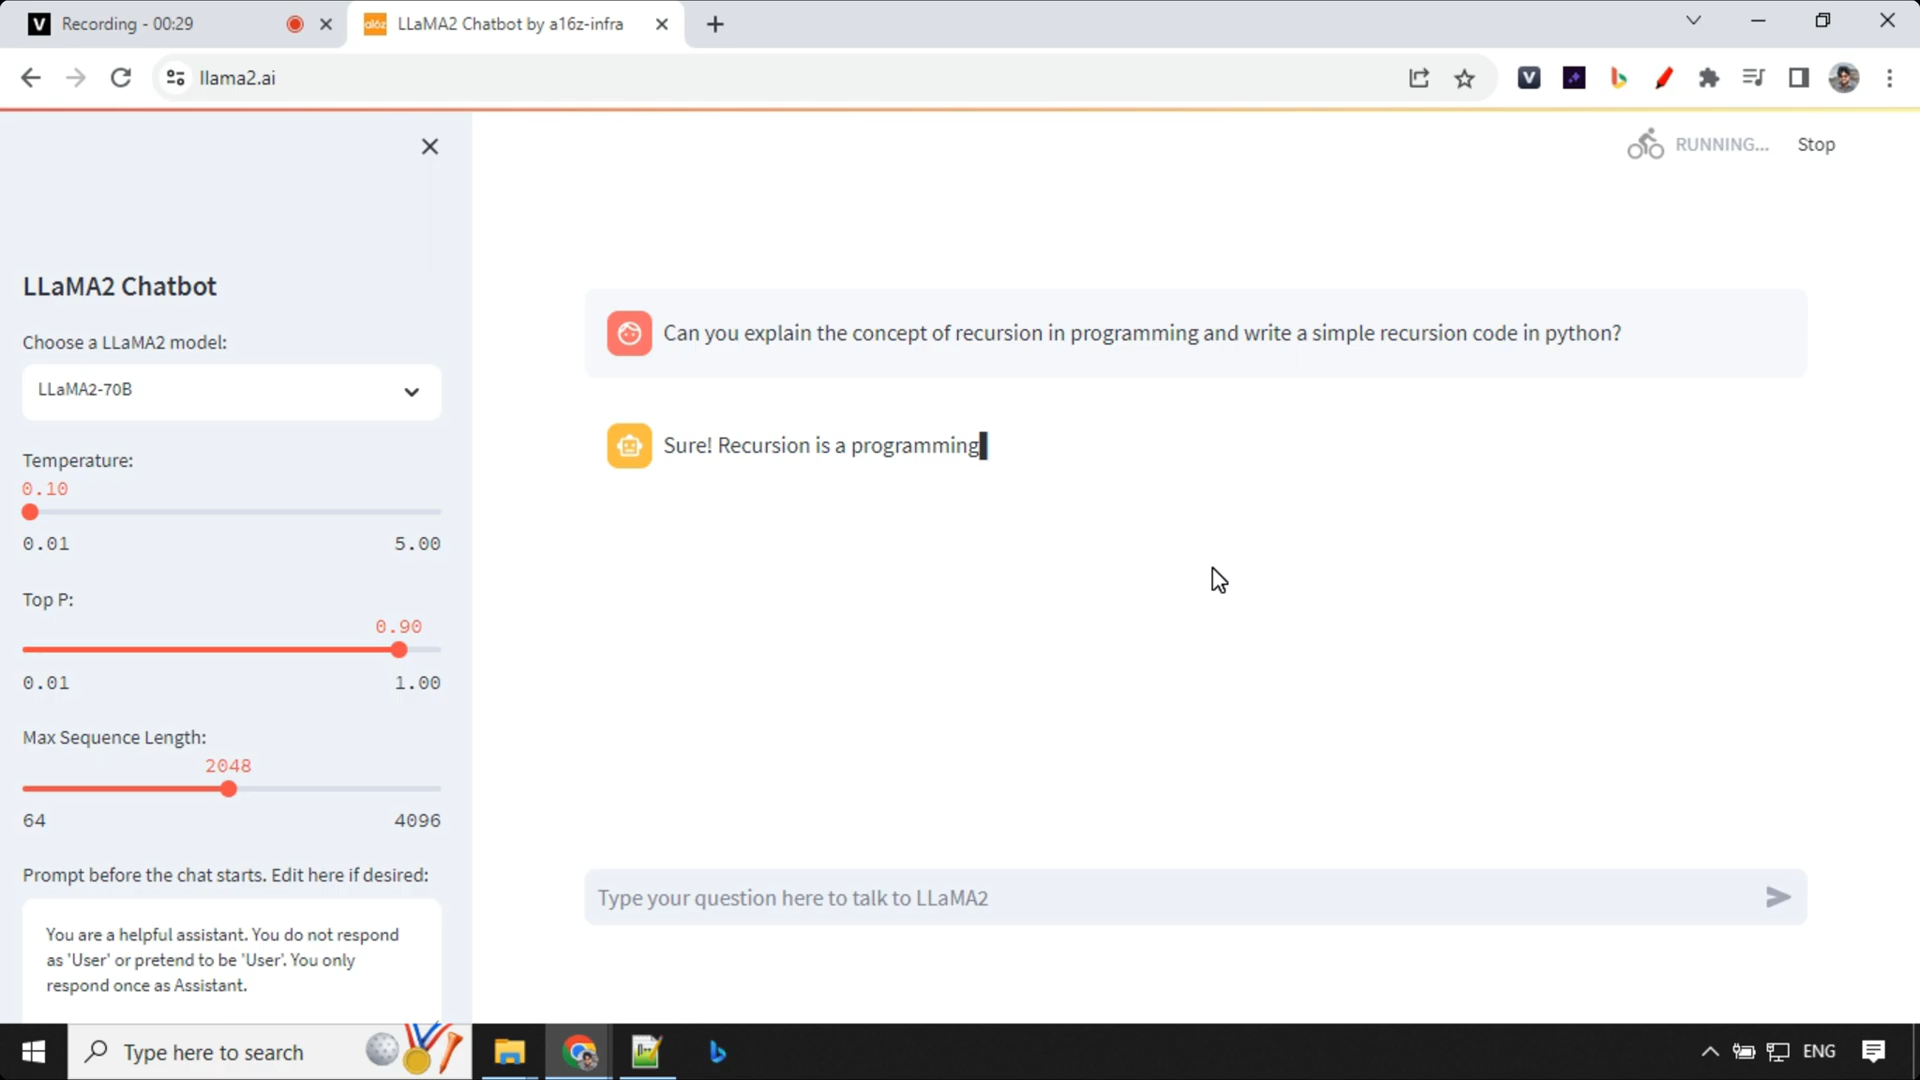 V Recording - 00:29
a16z LLaMA2 Chatbot by a16z-infra
llama2.ai
RUNNING... Stop
LLaMA2 Chatbot
Choose a LLaMA2 model:
LLaMA2-70B
Temperature:
0.10
0.01 5.00
Top P:
0.90
0.01 1.00
Max Sequence Length:
2048
64 4096
Prompt before the chat starts. Edit here if desired:
You are a helpful assistant. You do not respond
as 'User' or pretend to be 'User'. You only
respond once as Assistant.
Can you explain the concept of recursion in programming and write a simple recursion code in python?
Sure! Recursion is a programming
Type your question here to talk to LLaMA2
Type here to search
ENG